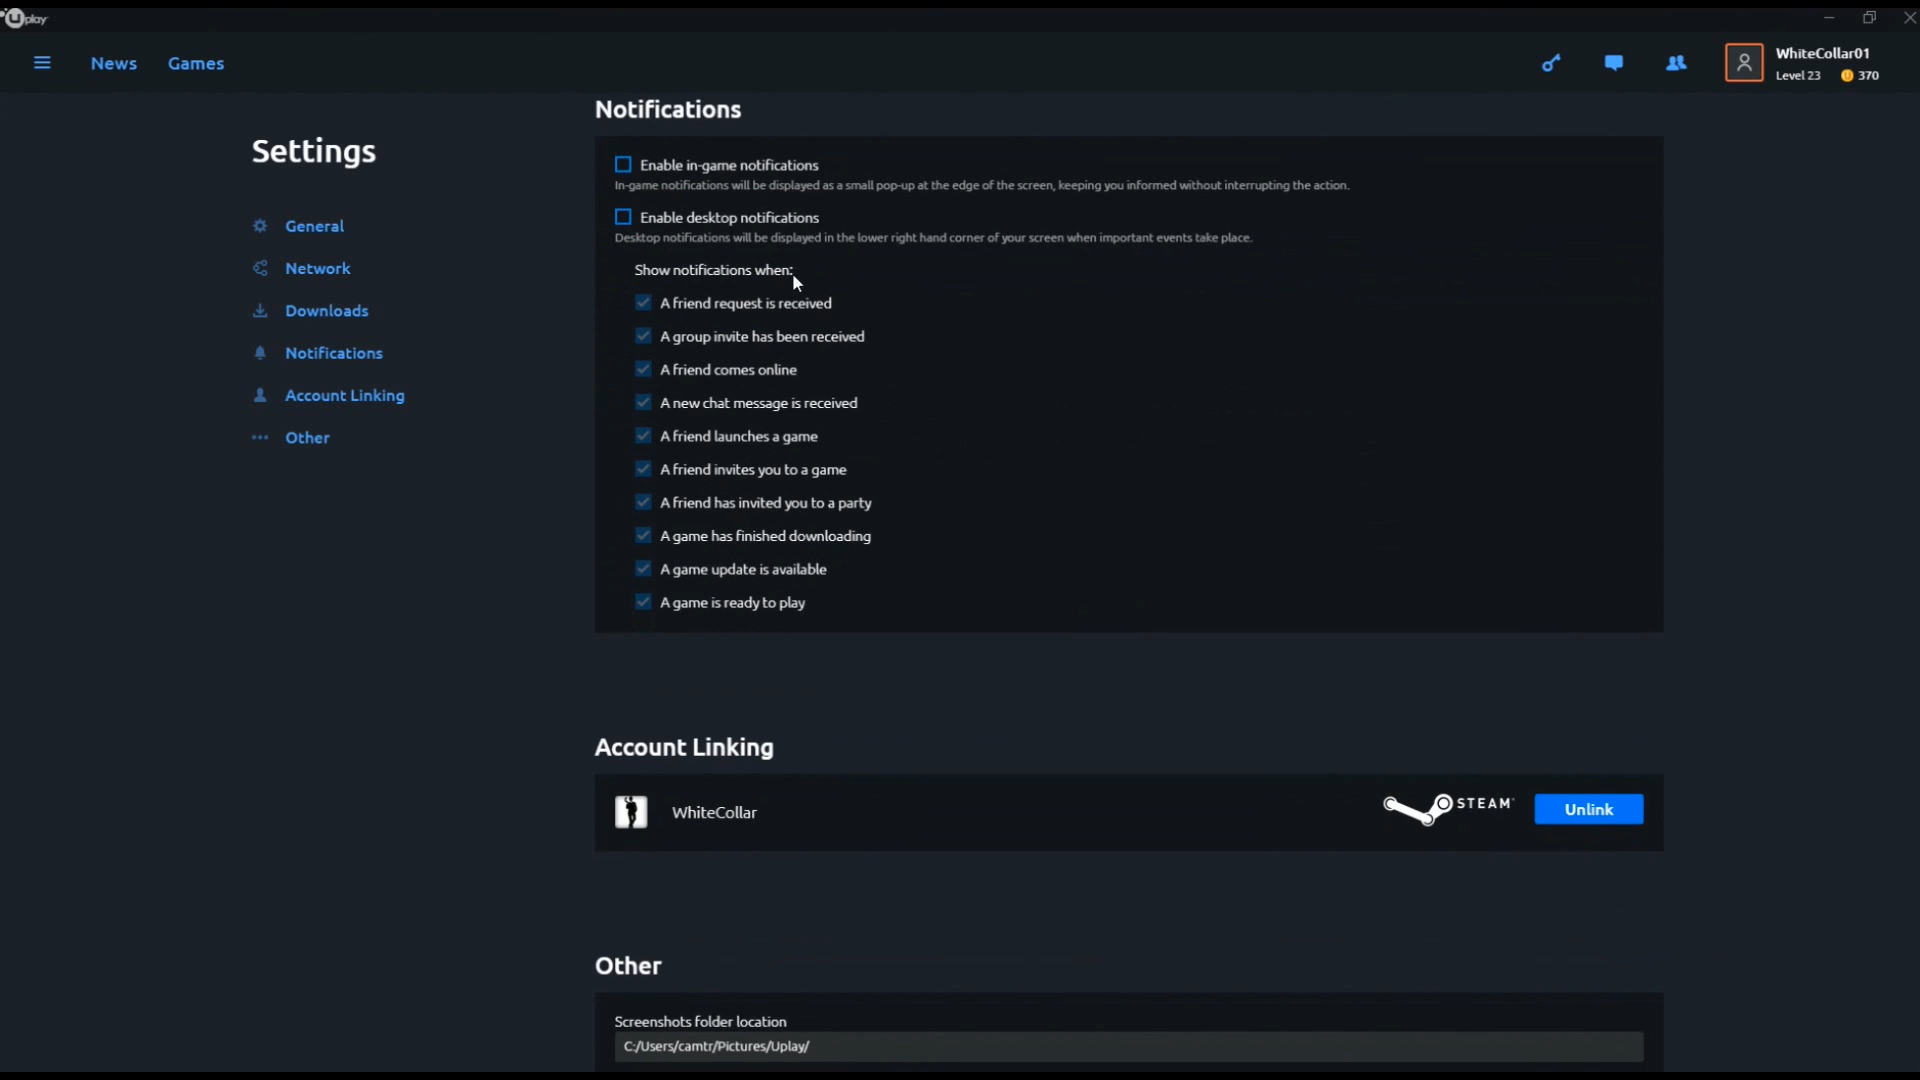 Uplay
News
Games
WhiteCollar01
Level 23
370
Settings
General
Network
Downloads
Notifications
Account Linking
Other
Notifications
Enable in-game notifications
In-game notifications will be displayed as a small pop-up at the edge of the screen, keeping you informed without interrupting the action.
Enable desktop notifications
Desktop notifications will be displayed in the lower right hand corner of your screen when important events take place.
Show notifications when:
A friend request is received
A group invite has been received
A friend comes online
A new chat message is received
A friend launches a game
A friend invites you to a game
A friend has invited you to a party
A game has finished downloading
A game update is available
A game is ready to play
Account Linking
WhiteCollar
STEAM
Unlink
Other
Screenshots folder location
C:/Users/camtr/Pictures/Uplay/